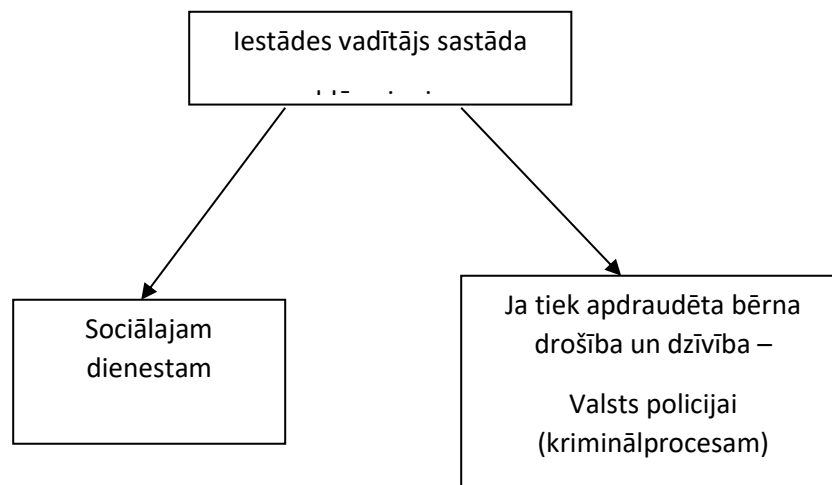 Iestādes vadītājs sastāda
Sociālajam
dienestam
Ja tiek apdraudēta bērna
drošība un dzīvība –
Valsts policijai
(kriminālprocesam)